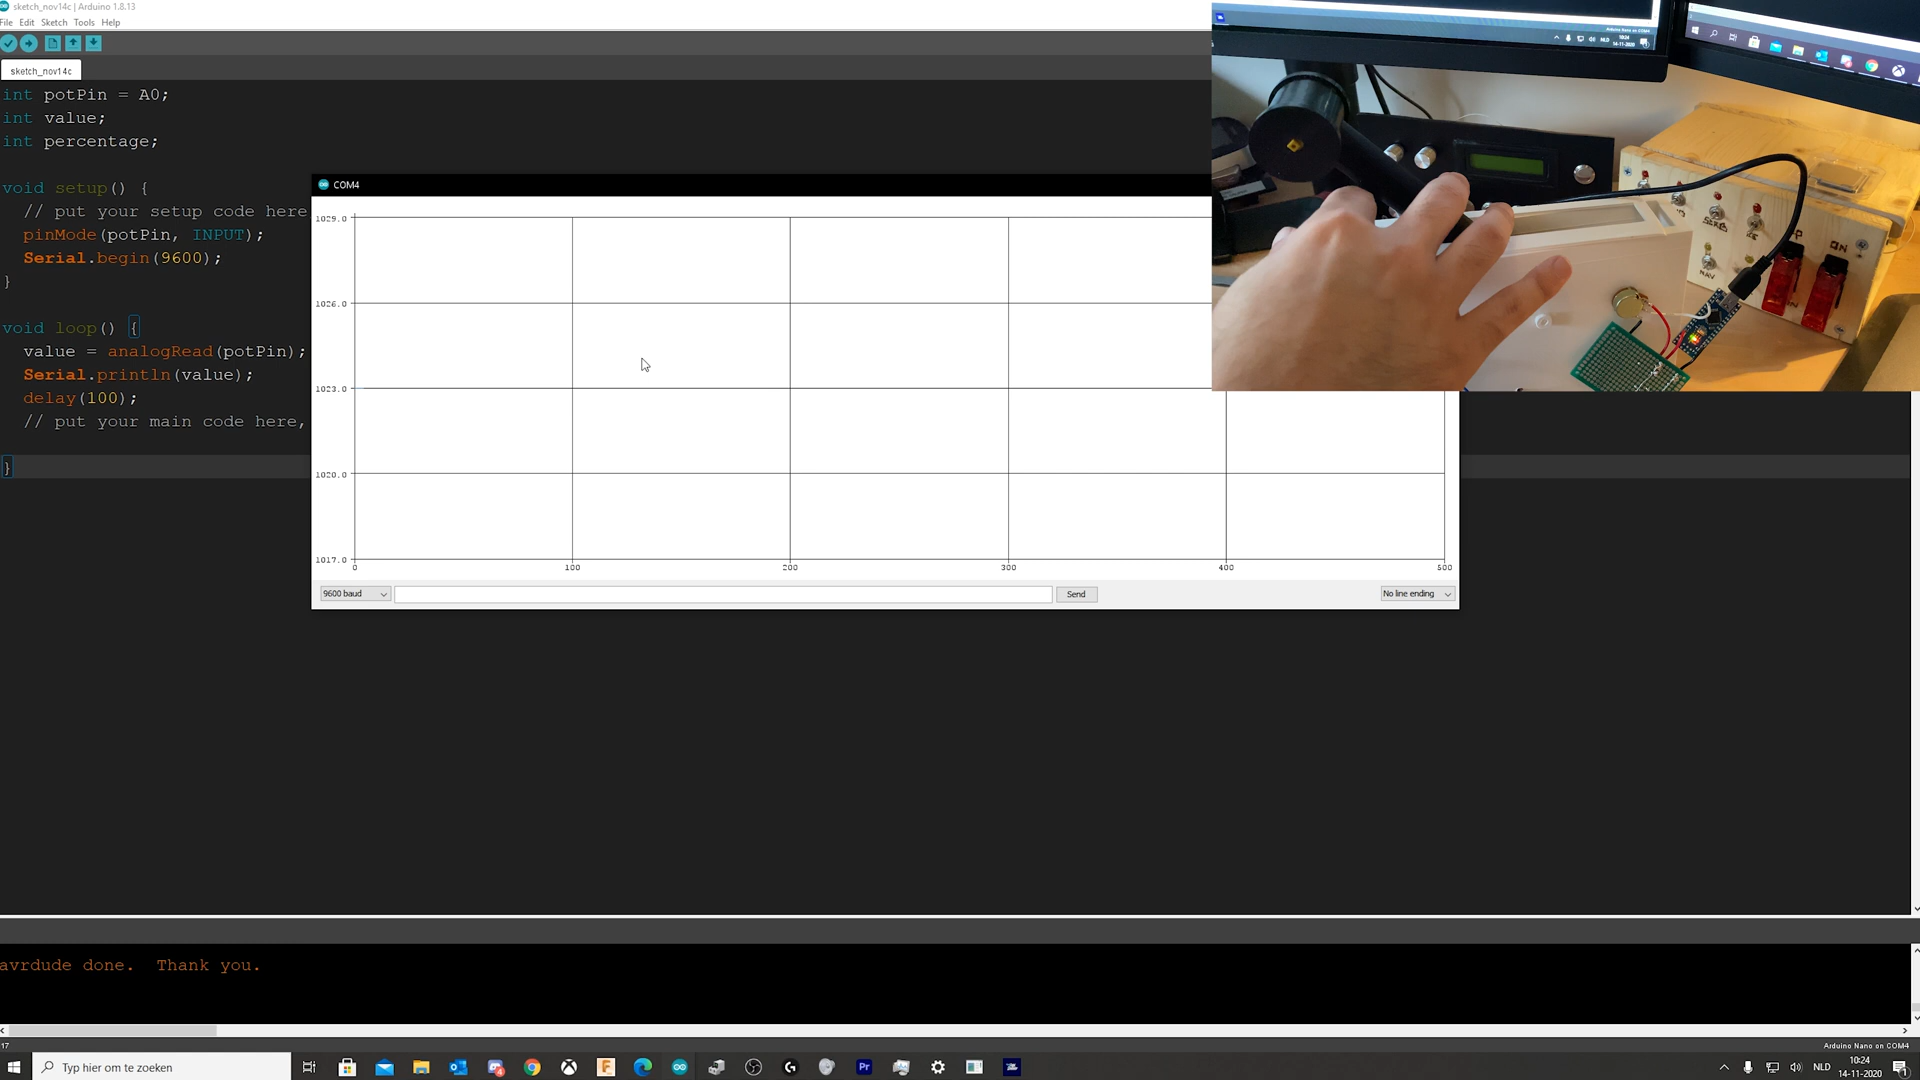 sketch_nov14c | Arduino 1.8.13
File Edit Sketch Tools Help
sketch_nov14c
int potPin = A0;
int value;
int percentage;
void setup() {
// put your setup code here
pinMode(potPin, INPUT);
Serial.begin(9600);
}
void loop() {
value = analogRead(potPin);
Serial.println(value);
delay(100);
// put your main code here,
}
COM4
1029.0
1026.0
1023.0
1020.0
1017.0
0 100 200 300 400 500
9600 baud
Send
No line ending
NAV
avrdude done.  Thank you.
17
Arduino Nano on COM4
Typ hier om te zoeken
Pr
NLD
10:24
14-11-2020